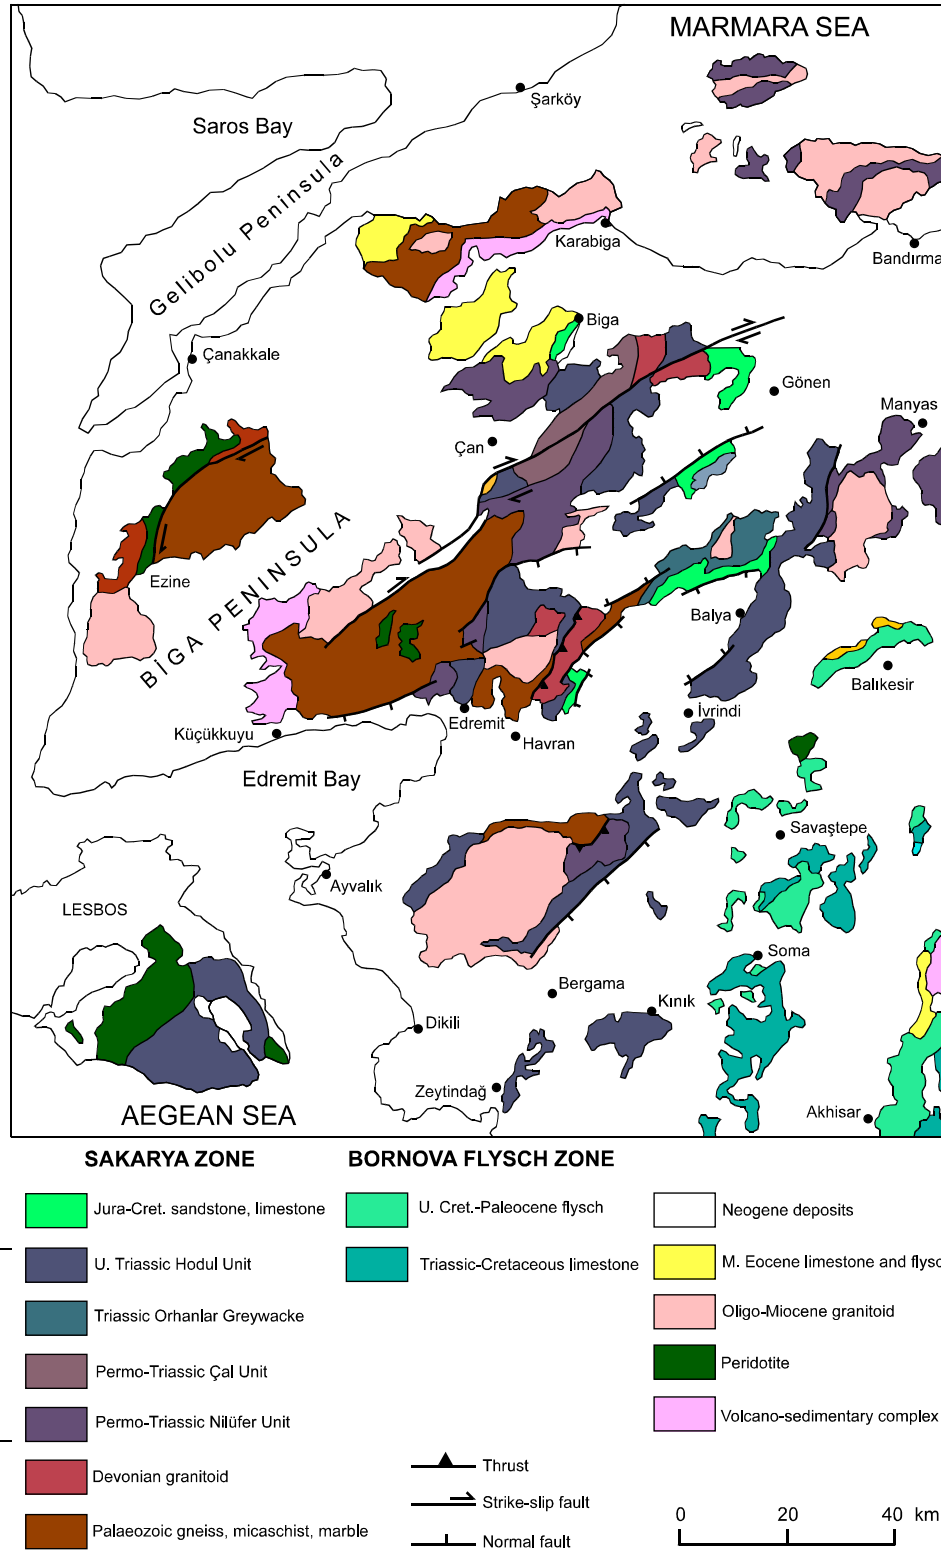 MARMARA SEA
Şarköy
Saros Bay
Gelibolu Peninsula
Karabiga
Bandırma
Biga
Çanakkale
Gönen
Manyas
Çan
Ezine
BİGA PENINSULA
Balya
Balıkesir
Edremit
İvrindi
Küçükkuyu
Havran
Edremit Bay
Savaştepe
Ayvalık
LESBOS
Soma
Bergama
Kınık
Dikili
Zeytindağ
AEGEAN SEA
Akhisar
SAKARYA ZONE
BORNOVA FLYSCH ZONE
Jura-Cret. sandstone, limestone
U. Cret.-Paleocene flysch
Neogene deposits
U. Triassic Hodul Unit
Triassic-Cretaceous limestone
M. Eocene limestone and flysc
Triassic Orhanlar Greywacke
Oligo-Miocene granitoid
Permo-Triassic Çal Unit
Peridotite
Permo-Triassic Nilüfer Unit
Volcano-sedimentary complex
Devonian granitoid
Thrust
Strike-slip fault
Palaeozoic gneiss, micaschist, marble
Normal fault
0 20 40 km